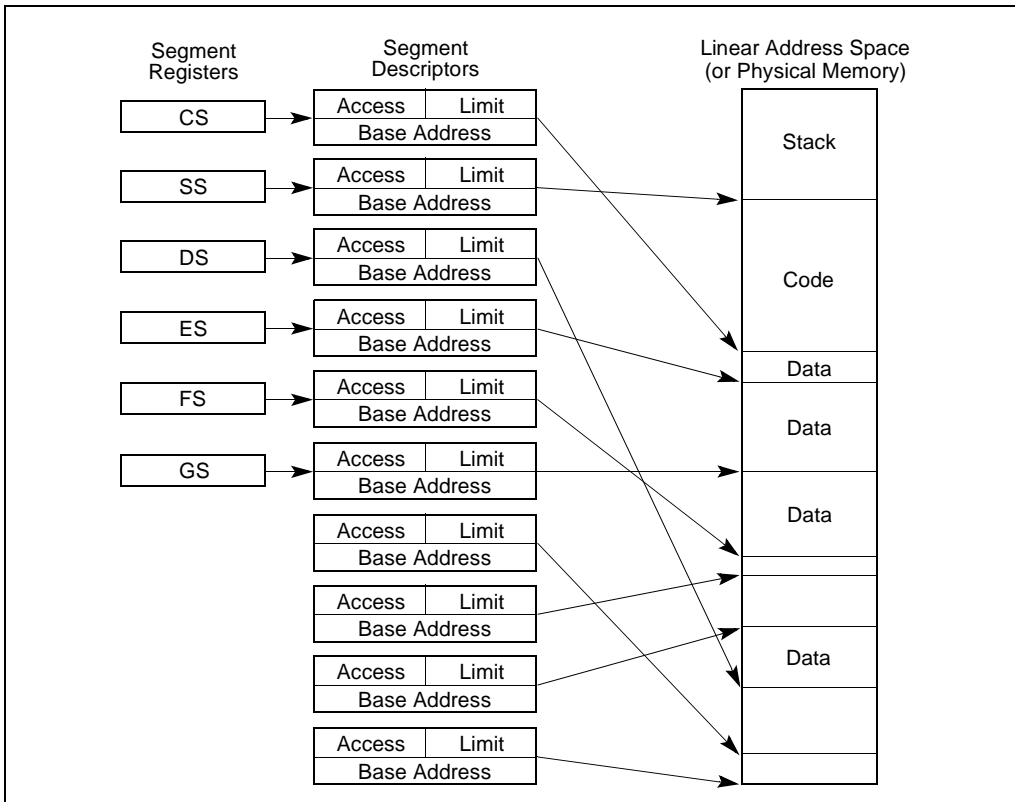 Segment
Registers
Segment
Descriptors
Linear Address Space
(or Physical Memory)
CS
Access Limit
Base Address
Stack
SS
Access Limit
Base Address
DS
Access Limit
Base Address
Code
ES
Access Limit
Base Address
Data
FS
Access Limit
Base Address
Data
GS
Access Limit
Base Address
Data
Access Limit
Base Address
Access Limit
Base Address
Access Limit
Base Address
Data
Access Limit
Base Address